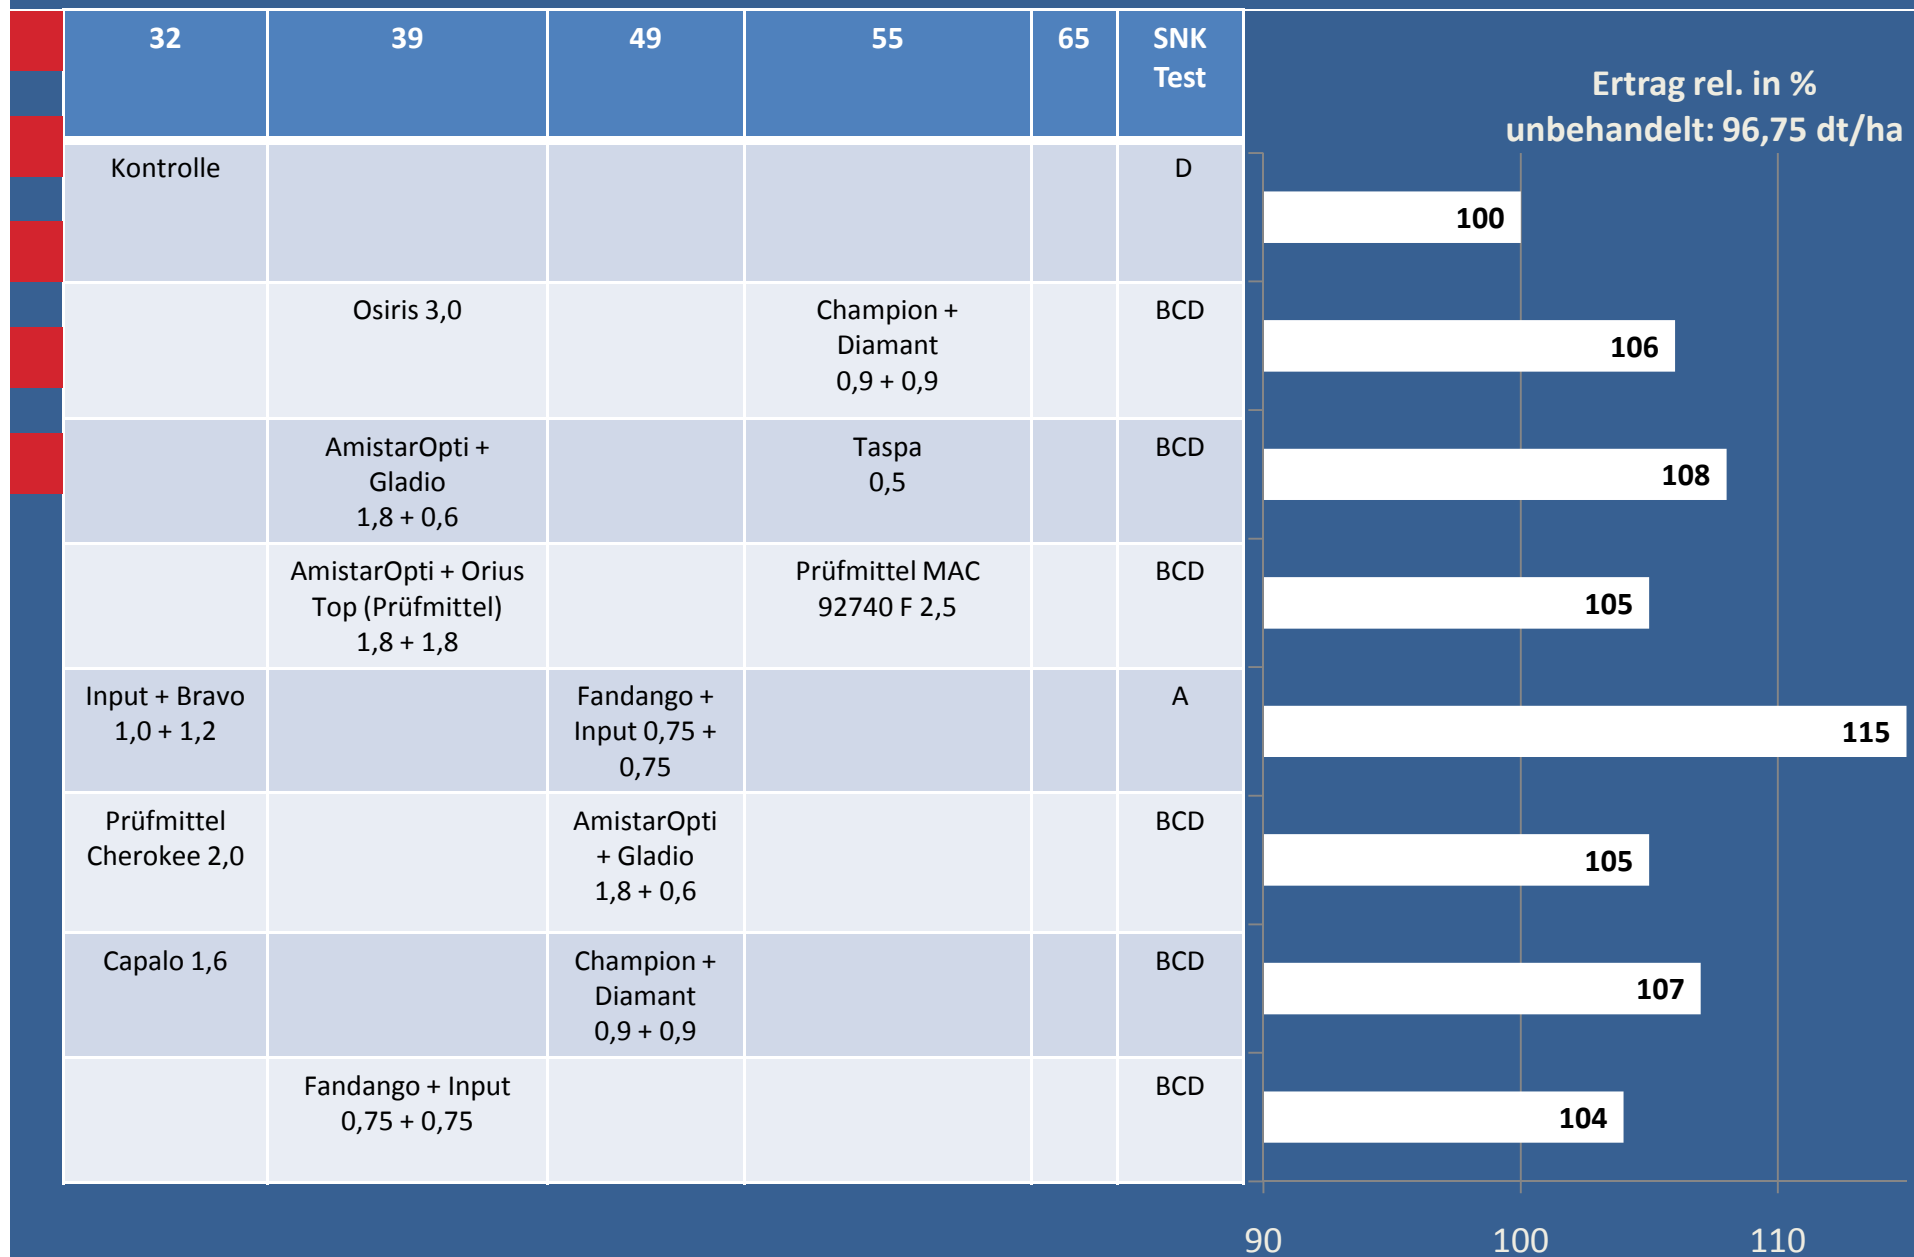 32 39 49 55 65 SNK
Test
Ertrag rel. in %
unbehandelt: 96,75 dt/ha
Kontrolle
D
100
Osiris 3,0
Champion +
Diamant
0,9 + 0,9
BCD
106
AmistarOpti +
Gladio
1,8 + 0,6
Taspa
0,5
BCD
108
AmistarOpti + Orius
Top (Prüfmittel)
1,8 + 1,8
Prüfmittel MAC
92740 F 2,5
BCD
105
Input + Bravo
1,0 + 1,2
Fandango +
Input 0,75 +
0,75
A
115
Prüfmittel
Cherokee 2,0
AmistarOpti
+ Gladio
1,8 + 0,6
BCD
105
Capalo 1,6
Champion +
Diamant
0,9 + 0,9
BCD
107
Fandango + Input
0,75 + 0,75
BCD
104
90 100 110